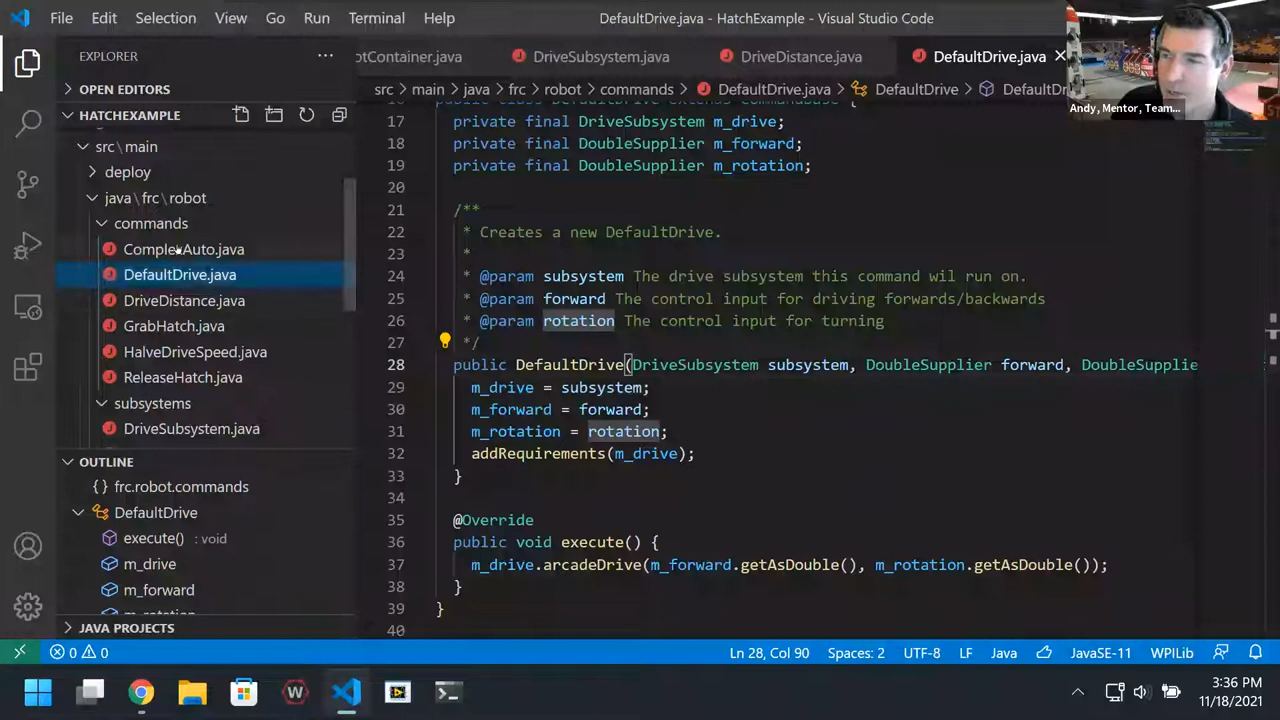 File Edit Selection View Go Run Terminal Help
DefaultDrive.java - HatchExample - Visual Studio Code
EXPLORER
OPEN EDITORS
HATCHEXAMPLE
src\main
deploy
java\frc\robot
commands
ComplexAuto.java
DefaultDrive.java
DriveDistance.java
GrabHatch.java
HalveDriveSpeed.java
ReleaseHatch.java
subsystems
DriveSubsystem.java
OUTLINE
{} frc.robot.commands
DefaultDrive
execute() : void
m_drive
m_forward
JAVA PROJECTS
otContainer.java DriveSubsystem.java DriveDistance.java DefaultDrive.java
src > main > java > frc > robot > commands > DefaultDrive.java > DefaultDrive > DefaultD
Andy, Mentor, Team...
16 public class DefaultDrive extends CommandBase {
17 private final DriveSubsystem m_drive;
18 private final DoubleSupplier m_forward;
19 private final DoubleSupplier m_rotation;
20
21 /**
22 * Creates a new DefaultDrive.
23 *
24 * @param subsystem The drive subsystem this command wil run on.
25 * @param forward The control input for driving forwards/backwards
26 * @param rotation The control input for turning
27 */
28 public DefaultDrive(DriveSubsystem subsystem, DoubleSupplier forward, DoubleSupplie
29 m_drive = subsystem;
30 m_forward = forward;
31 m_rotation = rotation;
32 addRequirements(m_drive);
33 }
34
35 @Override
36 public void execute() {
37 m_drive.arcadeDrive(m_forward.getAsDouble(), m_rotation.getAsDouble());
38 }
39 }
40
0 0 Ln 28, Col 90 Spaces: 2 UTF-8 LF Java JavaSE-11 WPILib
3:36 PM
11/18/2021